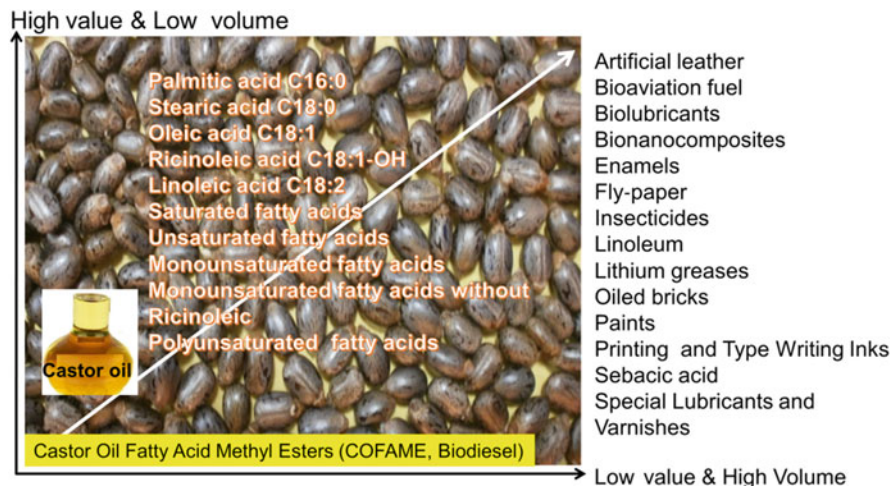 High value & Low volume
Palmitic acid C16:0
Stearic acid C18:0
Oleic acid C18:1
Ricinoleic acid C18:1-OH
Linoleic acid C18:2
Saturated fatty acids
Unsaturated fatty acids
Monounsaturated fatty acids
Monounsaturated fatty acids without
Ricinoleic
Polyunsaturated fatty acids
Castor oil
Castor Oil Fatty Acid Methyl Esters (COFAME, Biodiesel)
Artificial leather
Bioaviation fuel
Biolubricants
Bionanocomposites
Enamels
Fly-paper
Insecticides
Linoleum
Lithium greases
Oiled bricks
Paints
Printing and Type Writing Inks
Sebacic acid
Special Lubricants and
Varnishes
Low value & High Volume